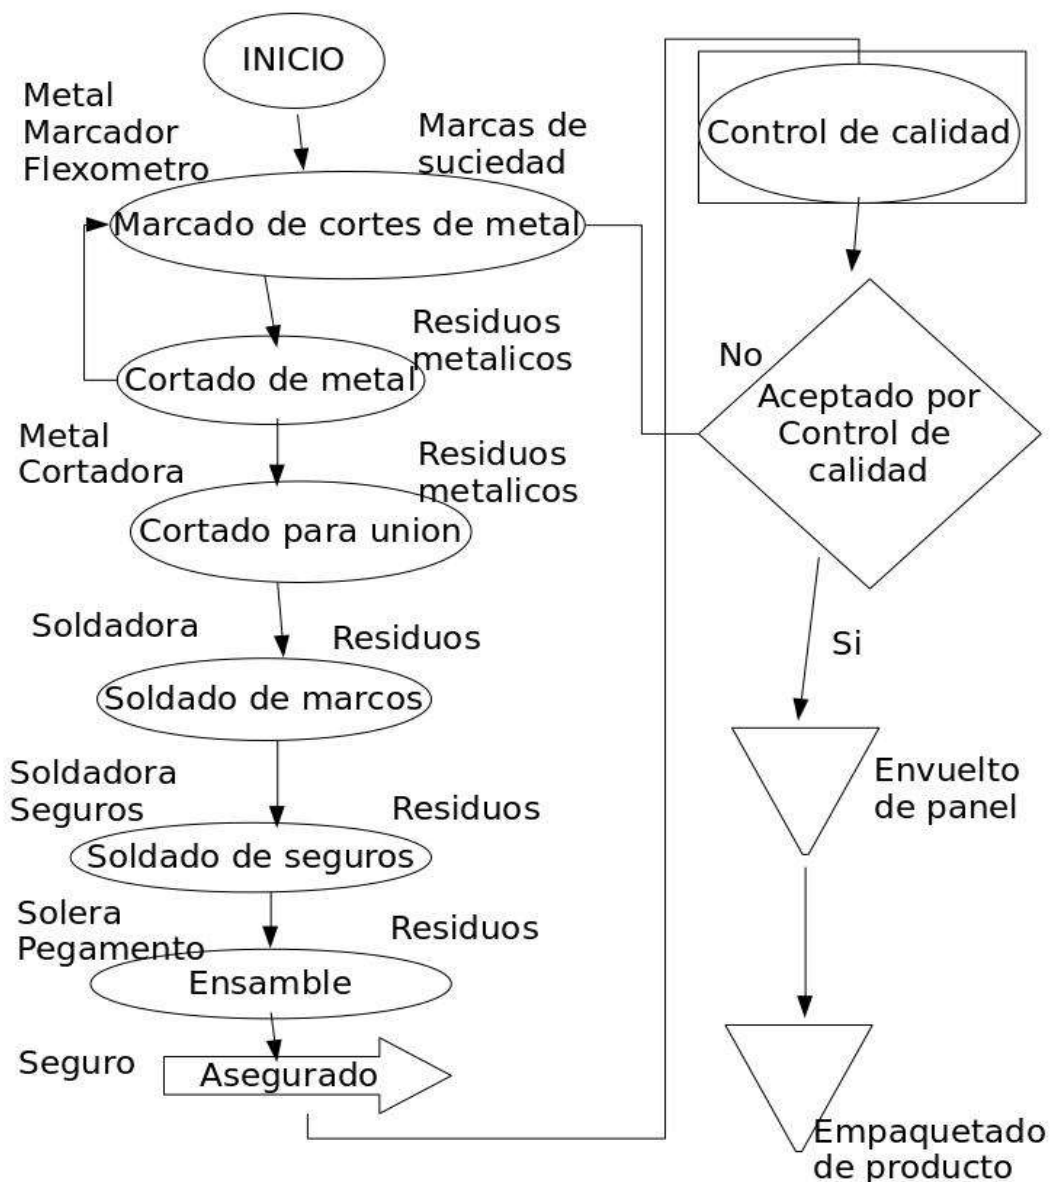 INICIO
Metal
Marcador
Flexometro
Marcas de
suciedad
Marcado de cortes de metal
Residuos
metalicos
Cortado de metal
Metal
Cortadora
Residuos
metalicos
Cortado para union
Soldadora
Residuos
Soldado de marcos
Soldadora
Seguros
Residuos
Soldado de seguros
Solera
Pegamento
Residuos
Ensamble
Seguro
Asegurado
Control de calidad
No
Aceptado por
Control de
calidad
Si
Envuelto
de panel
Empaquetado
de producto